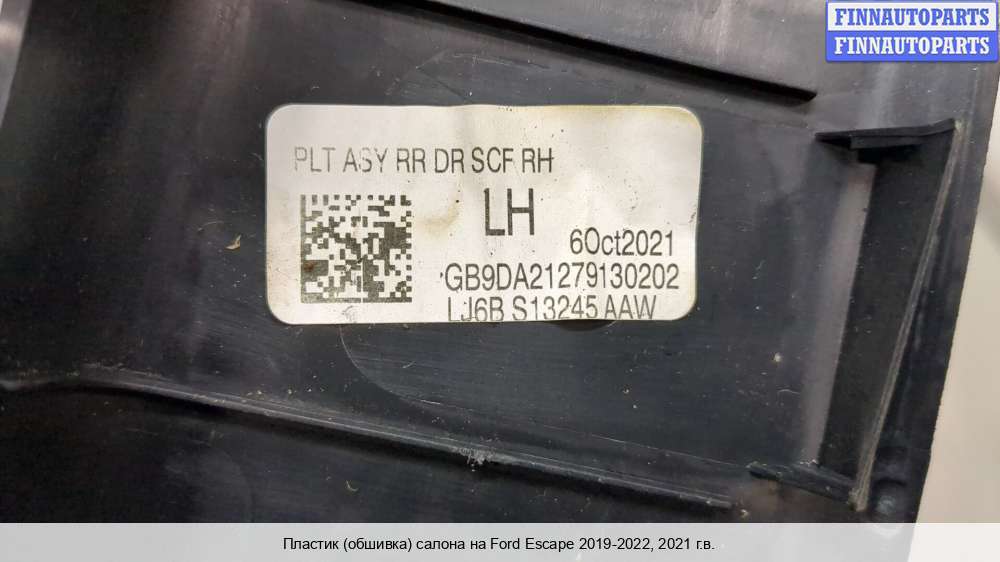 FINNAUTOPARTS
FINNAUTOPARTS
PLT ASY RR DR SCF RH
LH
6Oct2021
GB9DA21279130202
LJ6B S13245 AAW
Пластик (обшивка) салона на Ford Escape 2019-2022, 2021 г.в.